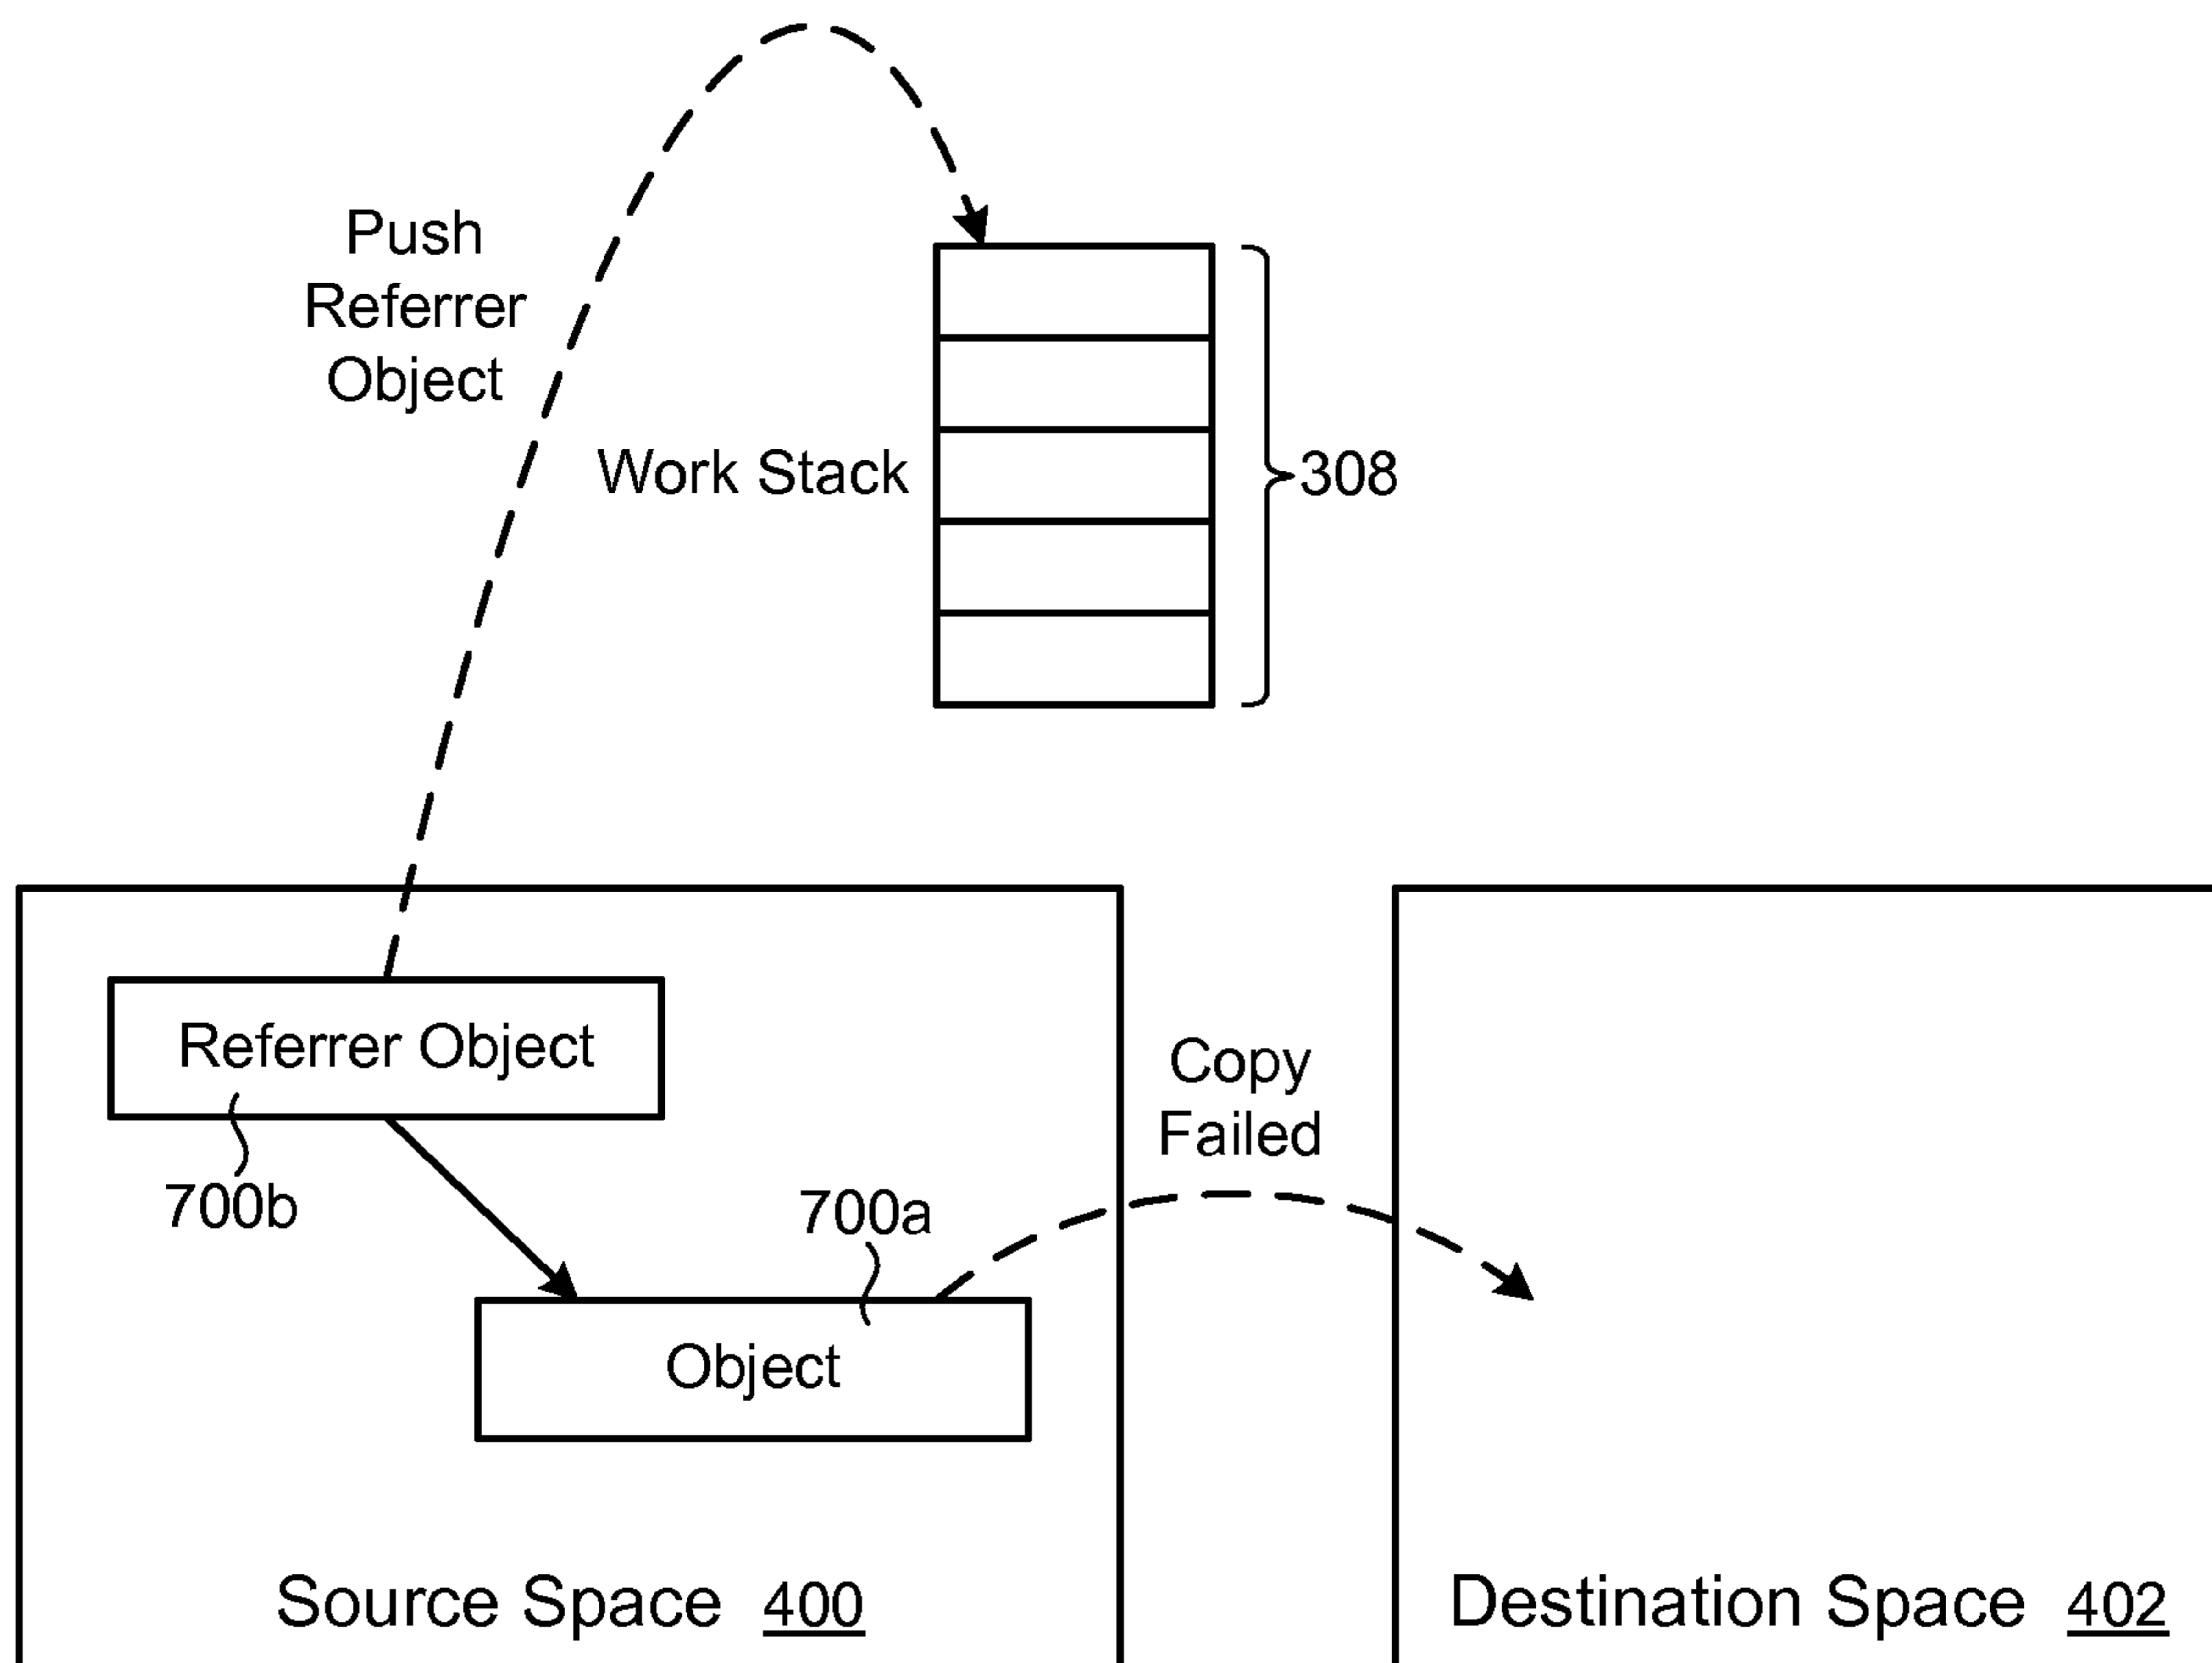 Push
Referrer
Object
Work Stack
308
Referrer Object
700b
Copy
Failed
700a
Object
Source Space 400
Destination Space 402